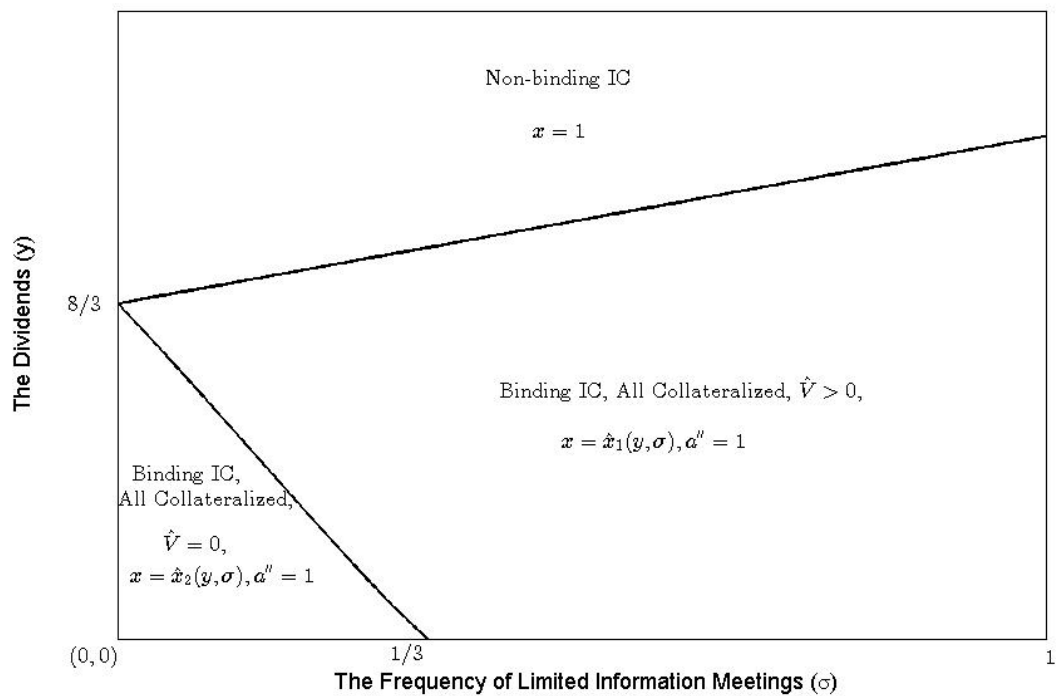 Non-binding IC
x = 1
The Dividends (y)
8/3
Binding IC, All Collateralized, V̂ > 0,
x = x̂₁(y,σ), a″ = 1
Binding IC,
All Collateralized,
V̂ = 0,
x = x̂₂(y,σ), a″ = 1
(0, 0)
1/3
1
The Frequency of Limited Information Meetings (σ)